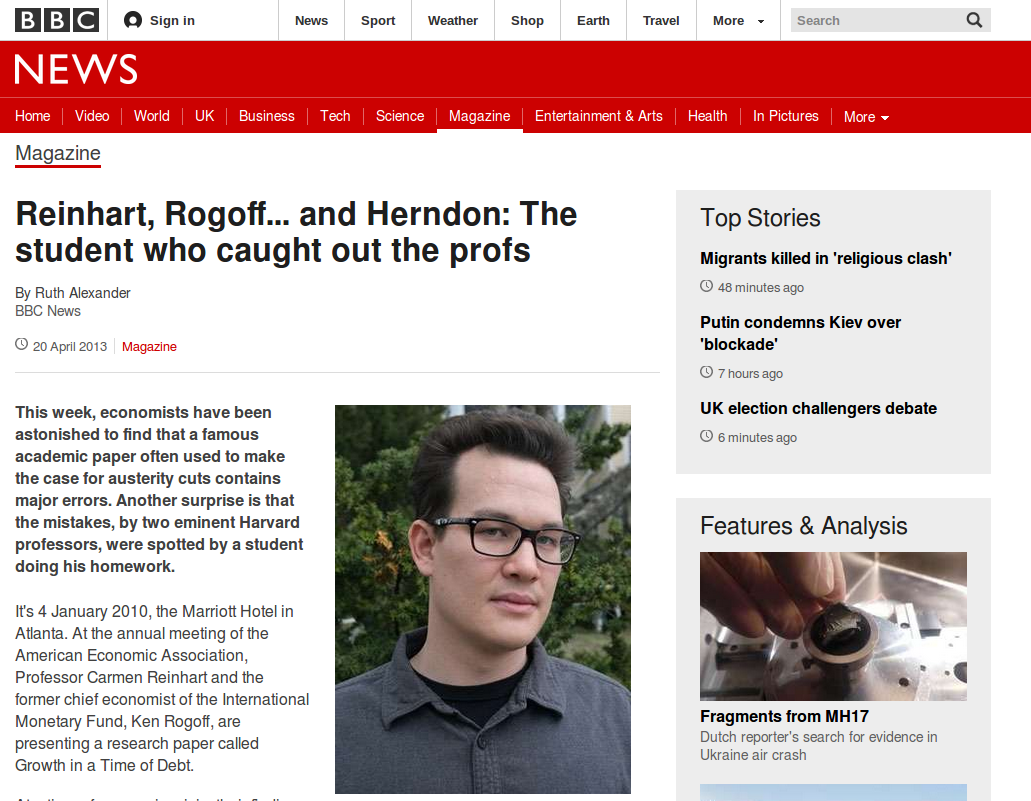 BBC
Sign in
News
Sport
Weather
Shop
Earth
Travel
More
Search
NEWS
Home
Video
World
UK
Business
Tech
Science
Magazine
Entertainment & Arts
Health
In Pictures
More
Magazine
Reinhart, Rogoff... and Herndon: The
student who caught out the profs
By Ruth Alexander
BBC News
20 April 2013
Magazine
This week, economists have been
astonished to find that a famous
academic paper often used to make
the case for austerity cuts contains
major errors. Another surprise is that
the mistakes, by two eminent Harvard
professors, were spotted by a student
doing his homework.
It's 4 January 2010, the Marriott Hotel in
Atlanta. At the annual meeting of the
American Economic Association,
Professor Carmen Reinhart and the
former chief economist of the International
Monetary Fund, Ken Rogoff, are
presenting a research paper called
Growth in a Time of Debt.
Top Stories
Migrants killed in 'religious clash'
48 minutes ago
Putin condemns Kiev over
'blockade'
7 hours ago
UK election challengers debate
6 minutes ago
Features & Analysis
Fragments from MH17
Dutch reporter's search for evidence in
Ukraine air crash